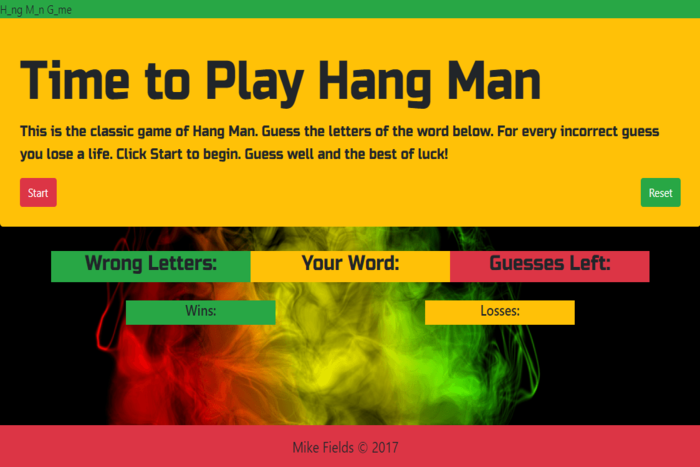 H_ng M_n G_me
Time to Play Hang Man
This is the classic game of Hang Man. Guess the letters of the word below. For every incorrect guess
you lose a life. Click Start to begin. Guess well and the best of luck!
Start
Reset
Wrong Letters:
Your Word:
Guesses Left:
Wins:
Losses:
Mike Fields © 2017